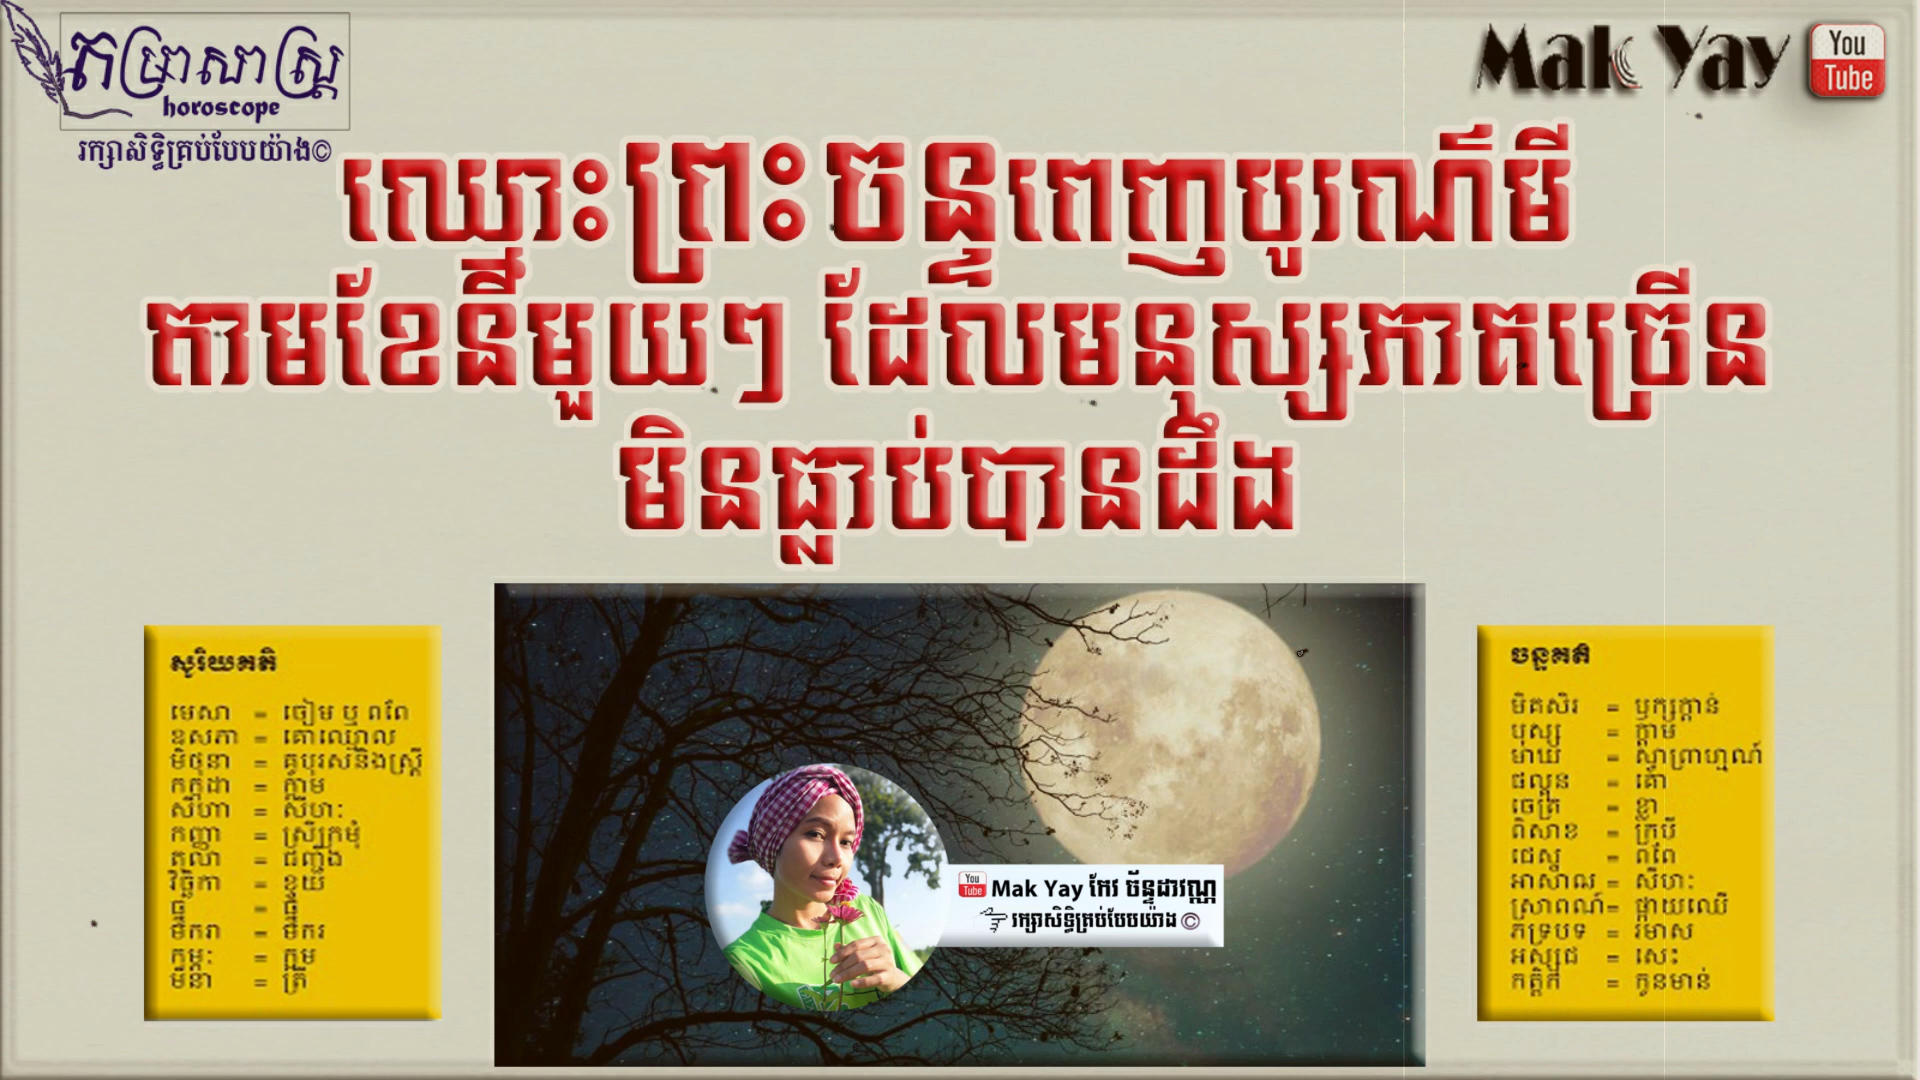 តម្រាសាស្ត្រ
horoscope
រក្សាសិទ្ធិគ្រប់បែបយ៉ាង©
Mak Yay You Tube
ឈ្មោះព្រះចន្ទពេញបូរណ៌មី
តាមខែនីមួយៗ ដែលមនុស្សភាគច្រើន
មិនធ្លាប់បានដឹង
សូរិយគតិ
មេសា = ចៀម ឬ ពពែ
ឧសភា = គោឈ្មោល
មិថុនា = គូបុរសនិងស្ត្រី
កក្កដា = ក្តាម
សីហា = សីហៈ
កញ្ញា = ស្រីក្រមុំ
តុលា = ជញ្ជីង
វិច្ឆិកា = ខ្ទួយ
ធ្នូ = ធ្នូ
មករា = មករ
កុម្ភៈ = ក្អម
មីនា = ត្រី
You Tube Mak Yay កែវ ច័ន្ទដាវណ្ណ
រក្សាសិទ្ធិគ្រប់បែបយ៉ាង ©
ចន្ទគតិ
មិគសិរ = ឫក្សក្តាន់
បុស្ស = ក្តាម
មាឃ = ស្វាព្រាហ្មណ៍
ផល្គុន = គោ
ចេត្រ = ខ្លា
ពិសាខ = ក្របី
ជេស្ឋ = ពពែ
អាសាឍ = សីហៈ
ស្រាពណ៍ = ផ្កាយឈើ
ភទ្របទ = រមាស
អស្សុជ = សេះ
កត្តិក = កូនមាន់